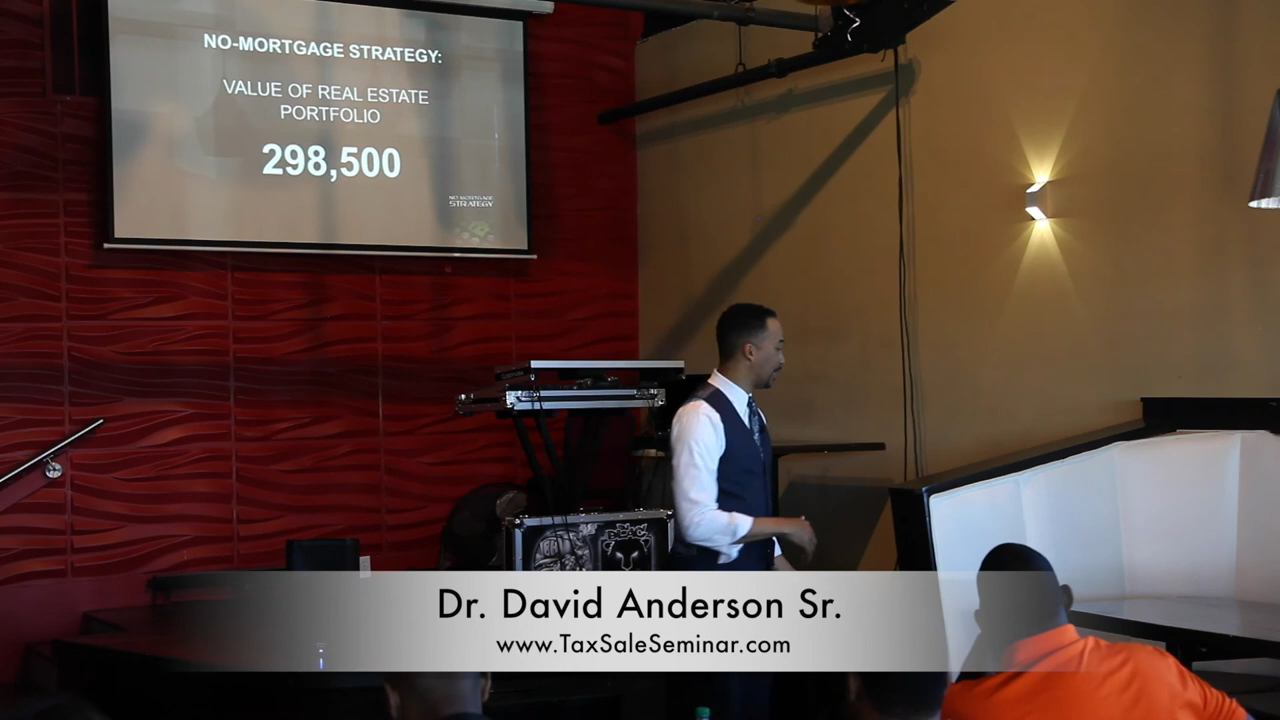 NO-MORTGAGE STRATEGY:
VALUE OF REAL ESTATE
PORTFOLIO
298,500
NO MORTGAGE
STRATEGY
Dr. David Anderson Sr.
www.TaxSaleSeminar.com